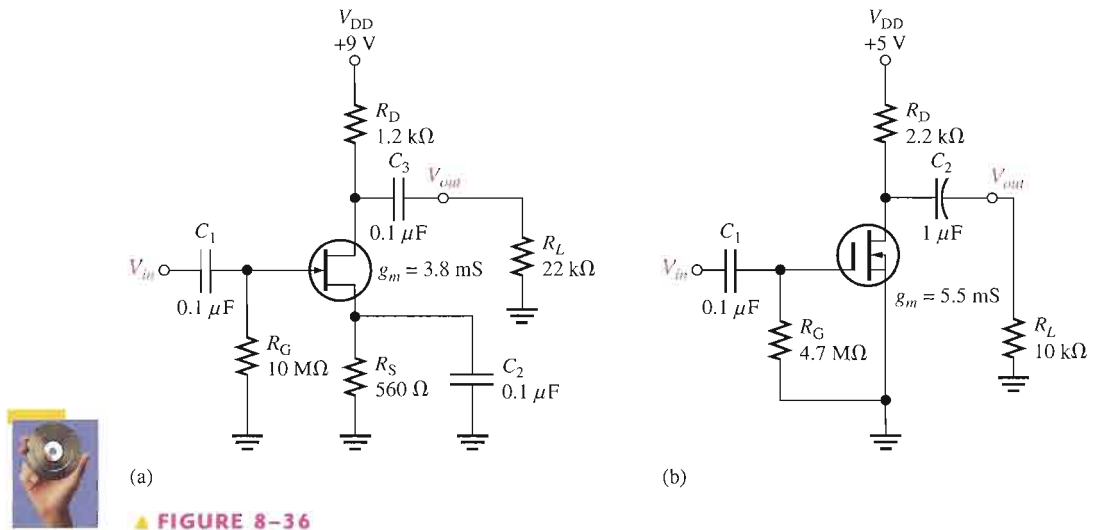 V_DD
+9 V
R_D
1.2 kΩ
C_3
V_out
0.1 µF
C_1
V_in
0.1 µF
g_m = 3.8 mS
R_L
22 kΩ
R_G
10 MΩ
R_S
560 Ω
C_2
0.1 µF
(a)
V_DD
+5 V
R_D
2.2 kΩ
C_2
V_out
1 µF
C_1
V_in
0.1 µF
g_m = 5.5 mS
R_G
4.7 MΩ
R_L
10 kΩ
(b)
▲ FIGURE 8–36